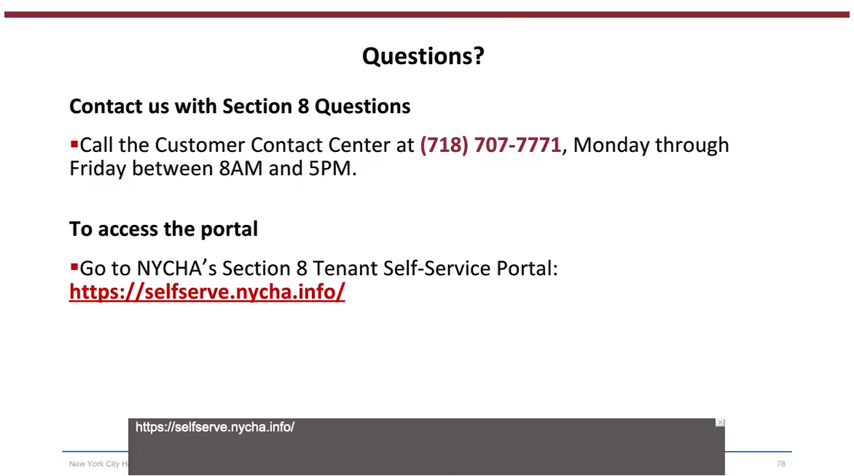 Questions?
Contact us with Section 8 Questions
▪Call the Customer Contact Center at (718) 707-7771, Monday through
Friday between 8AM and 5PM.
To access the portal
▪Go to NYCHA’s Section 8 Tenant Self-Service Portal:
https://selfserve.nycha.info/
https://selfserve.nycha.info/
New York City
78